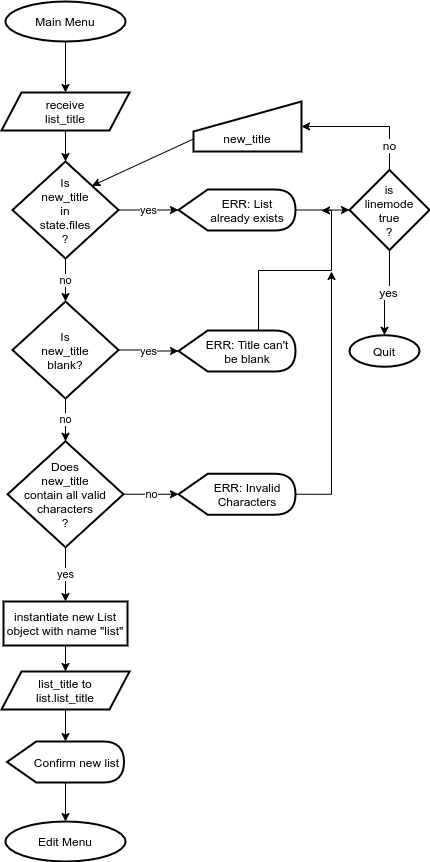 Main Menu
receive
list_title
new_title
Is
new_title
in
state.files
?
yes
ERR: List
already exists
no
is
linemode
true
?
no
yes
Quit
Is
new_title
blank?
yes
ERR: Title can't
be blank
no
Does
new_title
contain all valid
characters
?
no
ERR: Invalid
Characters
yes
instantiate new List
object with name "list"
list_title to
list.list_title
Confirm new list
Edit Menu